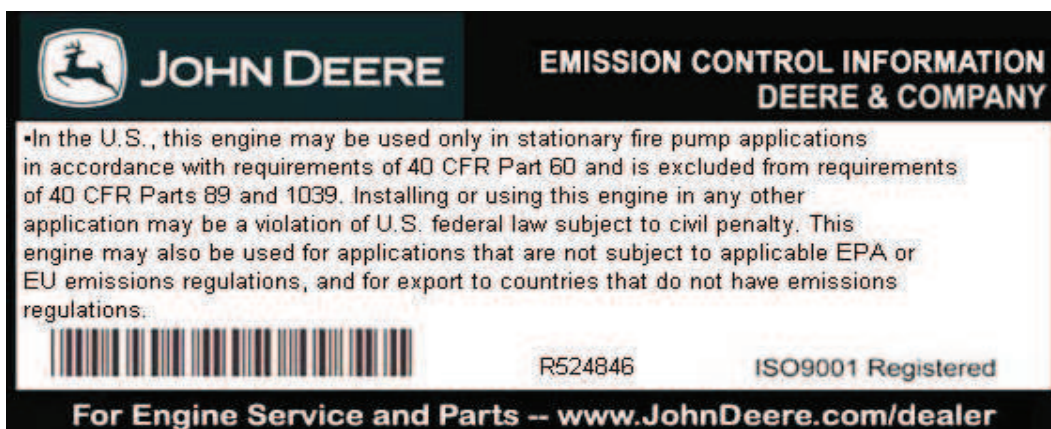 JOHN DEERE
EMISSION CONTROL INFORMATION
DEERE & COMPANY
▪In the U.S., this engine may be used only in stationary fire pump applications
in accordance with requirements of 40 CFR Part 60 and is excluded from requirements
of 40 CFR Parts 89 and 1039. Installing or using this engine in any other
application may be a violation of U.S. federal law subject to civil penalty. This
engine may also be used for applications that are not subject to applicable EPA or
EU emissions regulations, and for export to countries that do not have emissions
regulations.
R524846
ISO9001 Registered
For Engine Service and Parts -- www.JohnDeere.com/dealer